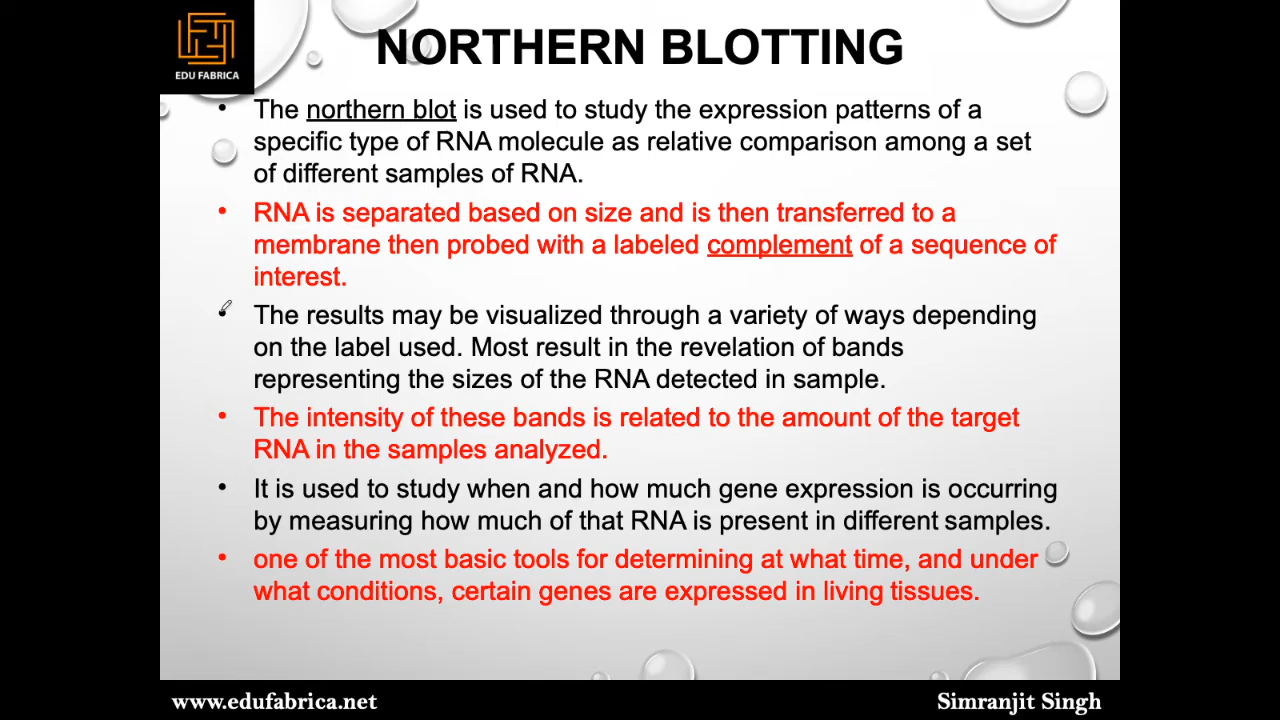 EDU FABRICA
NORTHERN BLOTTING
• The northern blot is used to study the expression patterns of a
specific type of RNA molecule as relative comparison among a set
of different samples of RNA.
• RNA is separated based on size and is then transferred to a
membrane then probed with a labeled complement of a sequence of
interest.
• The results may be visualized through a variety of ways depending
on the label used. Most result in the revelation of bands
representing the sizes of the RNA detected in sample.
• The intensity of these bands is related to the amount of the target
RNA in the samples analyzed.
• It is used to study when and how much gene expression is occurring
by measuring how much of that RNA is present in different samples.
• one of the most basic tools for determining at what time, and under
what conditions, certain genes are expressed in living tissues.
www.edufabrica.net
Simranjit Singh